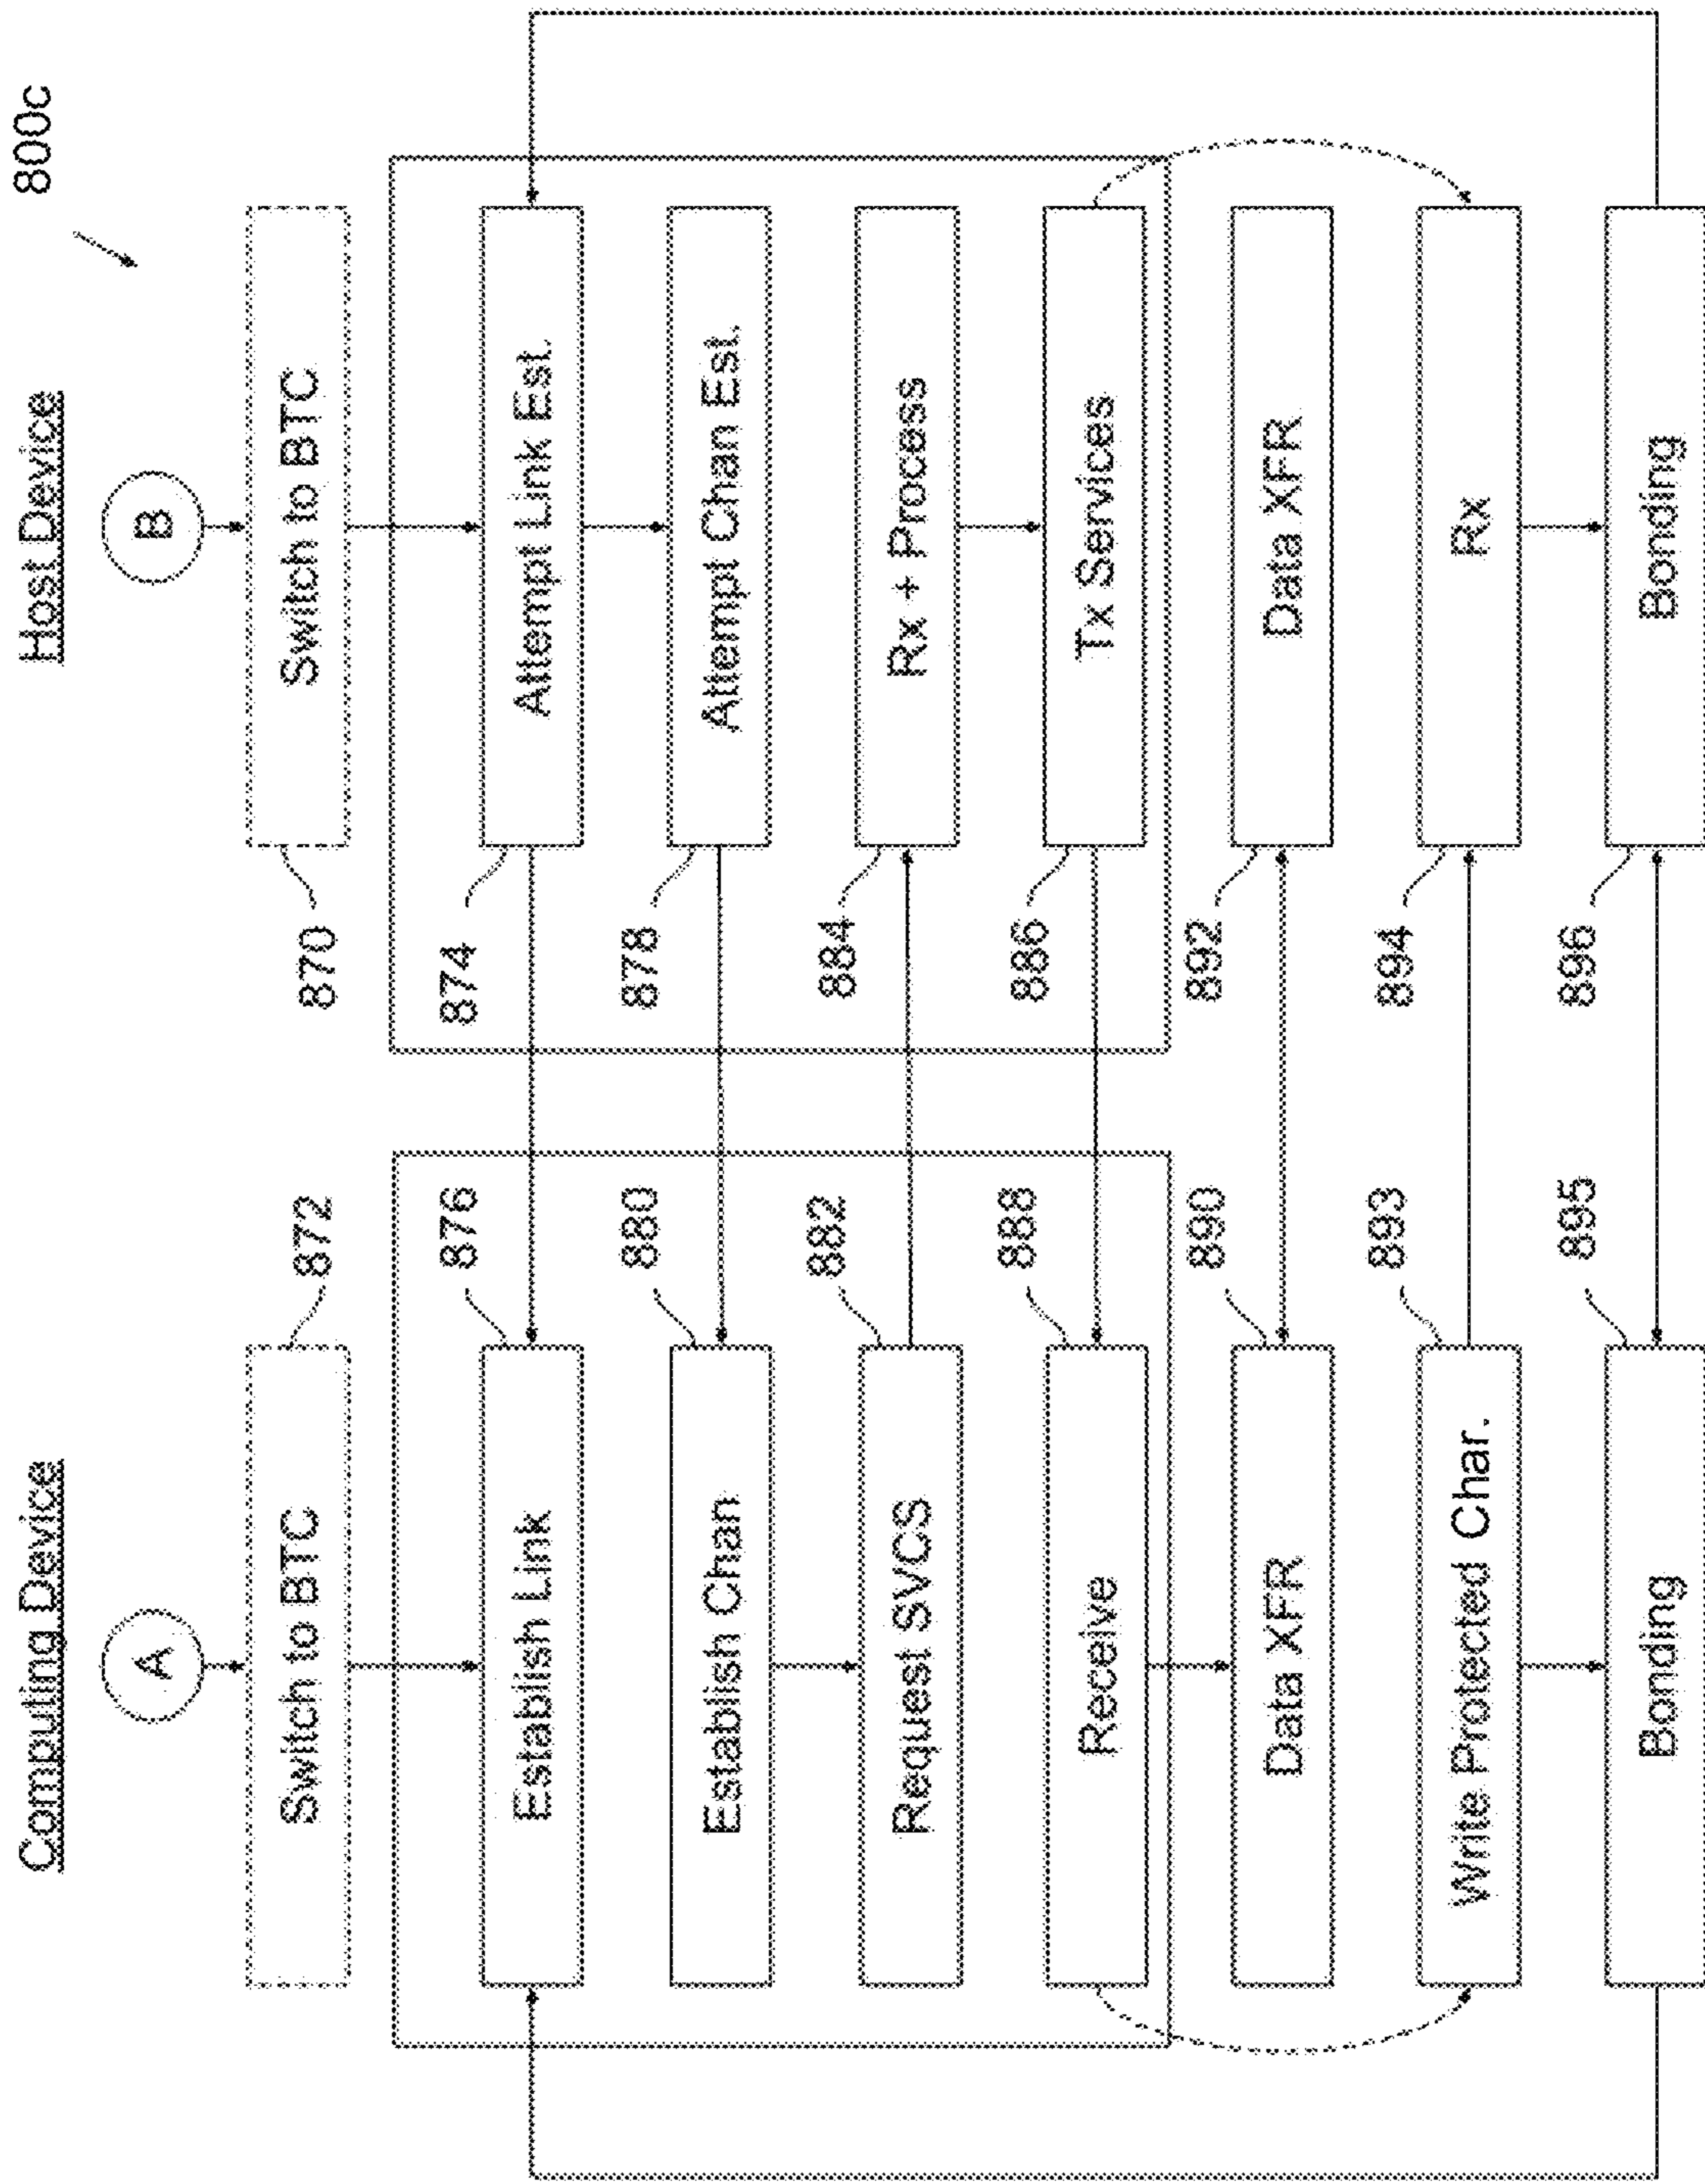 800c
Computing Device
Host Device
A
B
872
Switch to BTC
870
Switch to BTC
876
Establish Link
874
Attempt Link Est.
880
Establish Chan
878
Attempt Chan Est.
882
Request SVCS
884
Rx + Process
888
Receive
886
Tx Services
890
Data XFR
892
Data XFR
893
Write Protected Char.
894
Rx
895
Bonding
896
Bonding